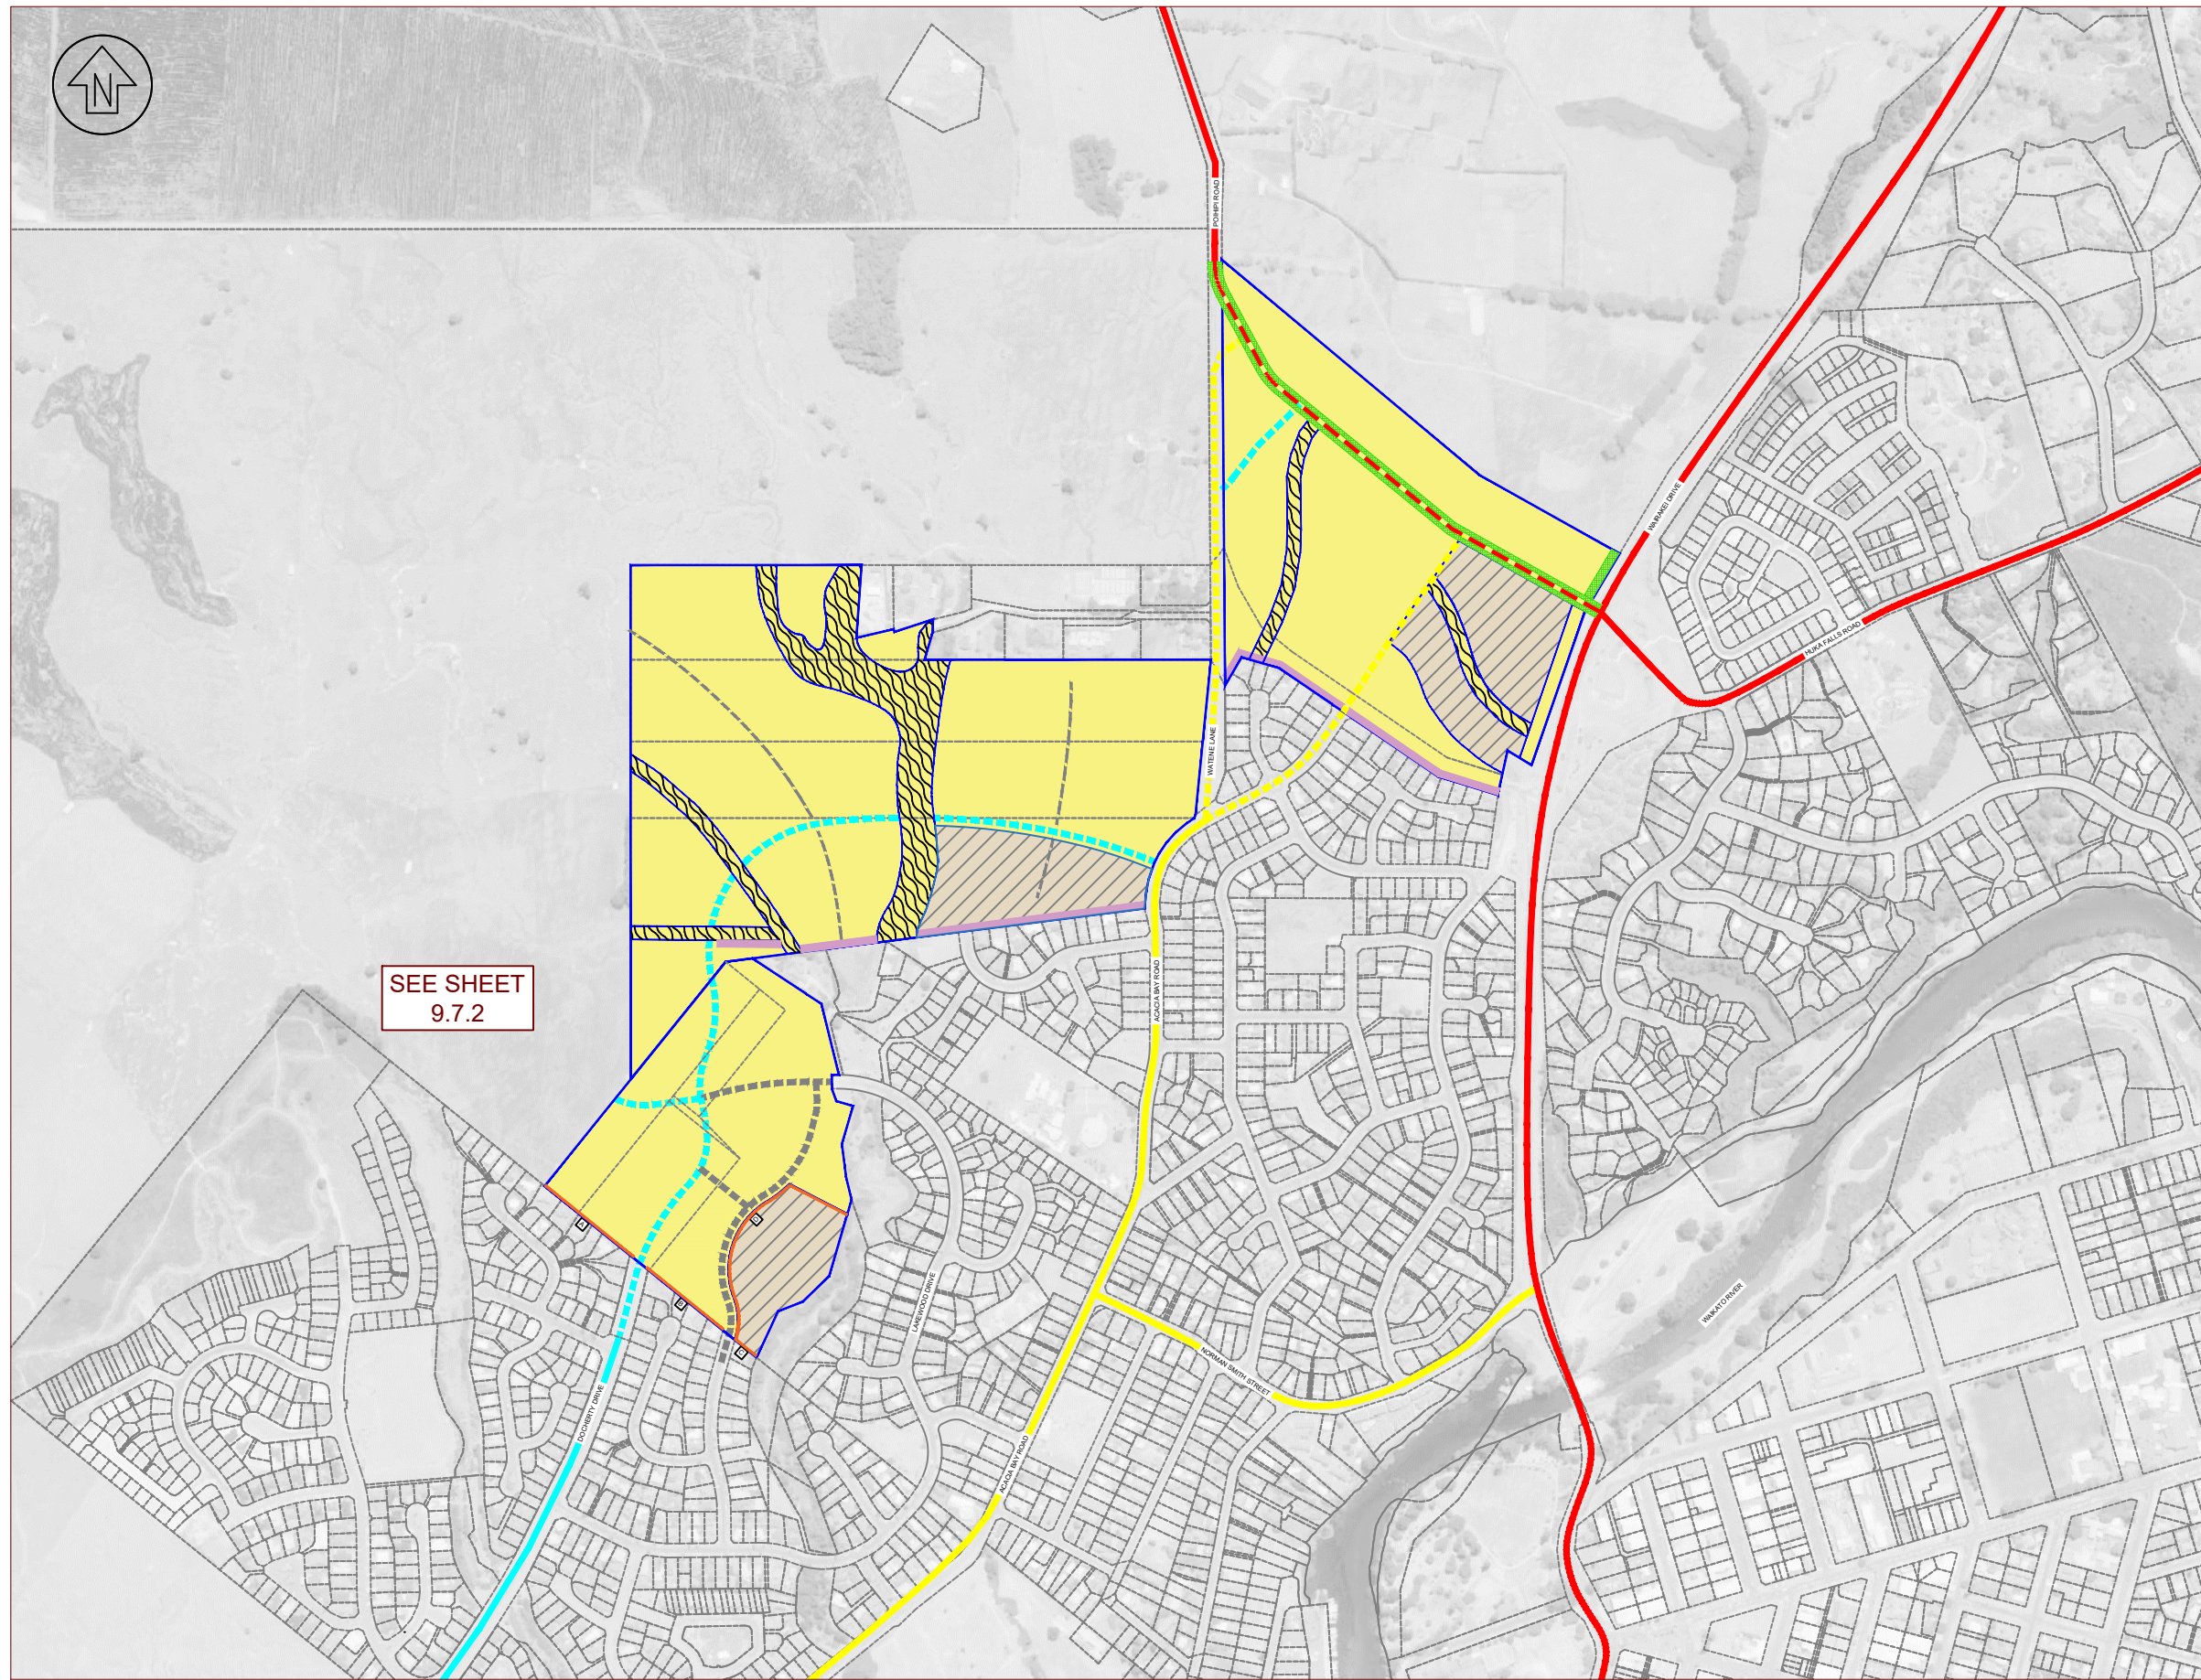 N
POIHIPI ROAD
WAIRAKEI DRIVE
HUKA FALLS ROAD
WATENE LANE
SEE SHEET
9.7.2
ACACIA BAY ROAD
A
B
D
C
LAKEWOOD DRIVE
WAIKATO RIVER
NORMAN SMITH STREET
DOCHERTY DRIVE
ACACIA BAY ROAD